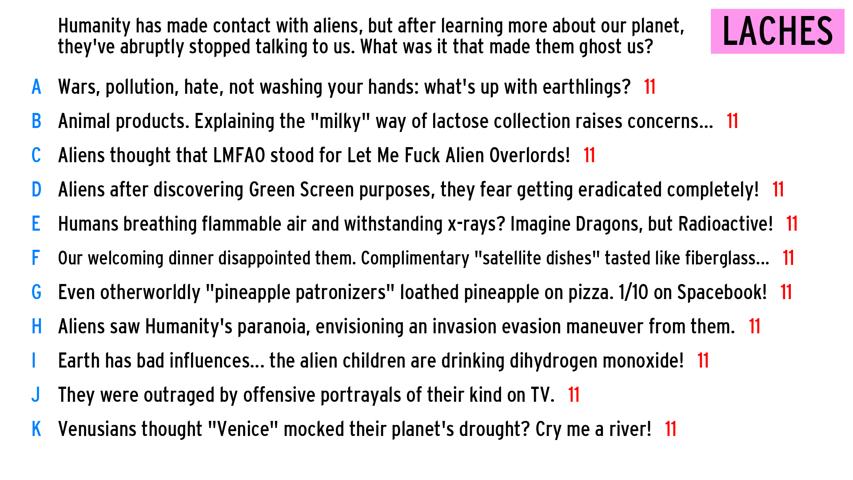 Humanity has made contact with aliens, but after learning more about our planet,
they've abruptly stopped talking to us. What was it that made them ghost us?
LACHES
A Wars, pollution, hate, not washing your hands: what's up with earthlings? 11
B Animal products. Explaining the "milky" way of lactose collection raises concerns... 11
C Aliens thought that LMFAO stood for Let Me Fuck Alien Overlords! 11
D Aliens after discovering Green Screen purposes, they fear getting eradicated completely! 11
E Humans breathing flammable air and withstanding x-rays? Imagine Dragons, but Radioactive! 11
F Our welcoming dinner disappointed them. Complimentary "satellite dishes" tasted like fiberglass... 11
G Even otherworldly "pineapple patronizers" loathed pineapple on pizza. 1/10 on Spacebook! 11
H Aliens saw Humanity's paranoia, envisioning an invasion evasion maneuver from them. 11
I Earth has bad influences... the alien children are drinking dihydrogen monoxide! 11
J They were outraged by offensive portrayals of their kind on TV. 11
K Venusians thought "Venice" mocked their planet's drought? Cry me a river! 11